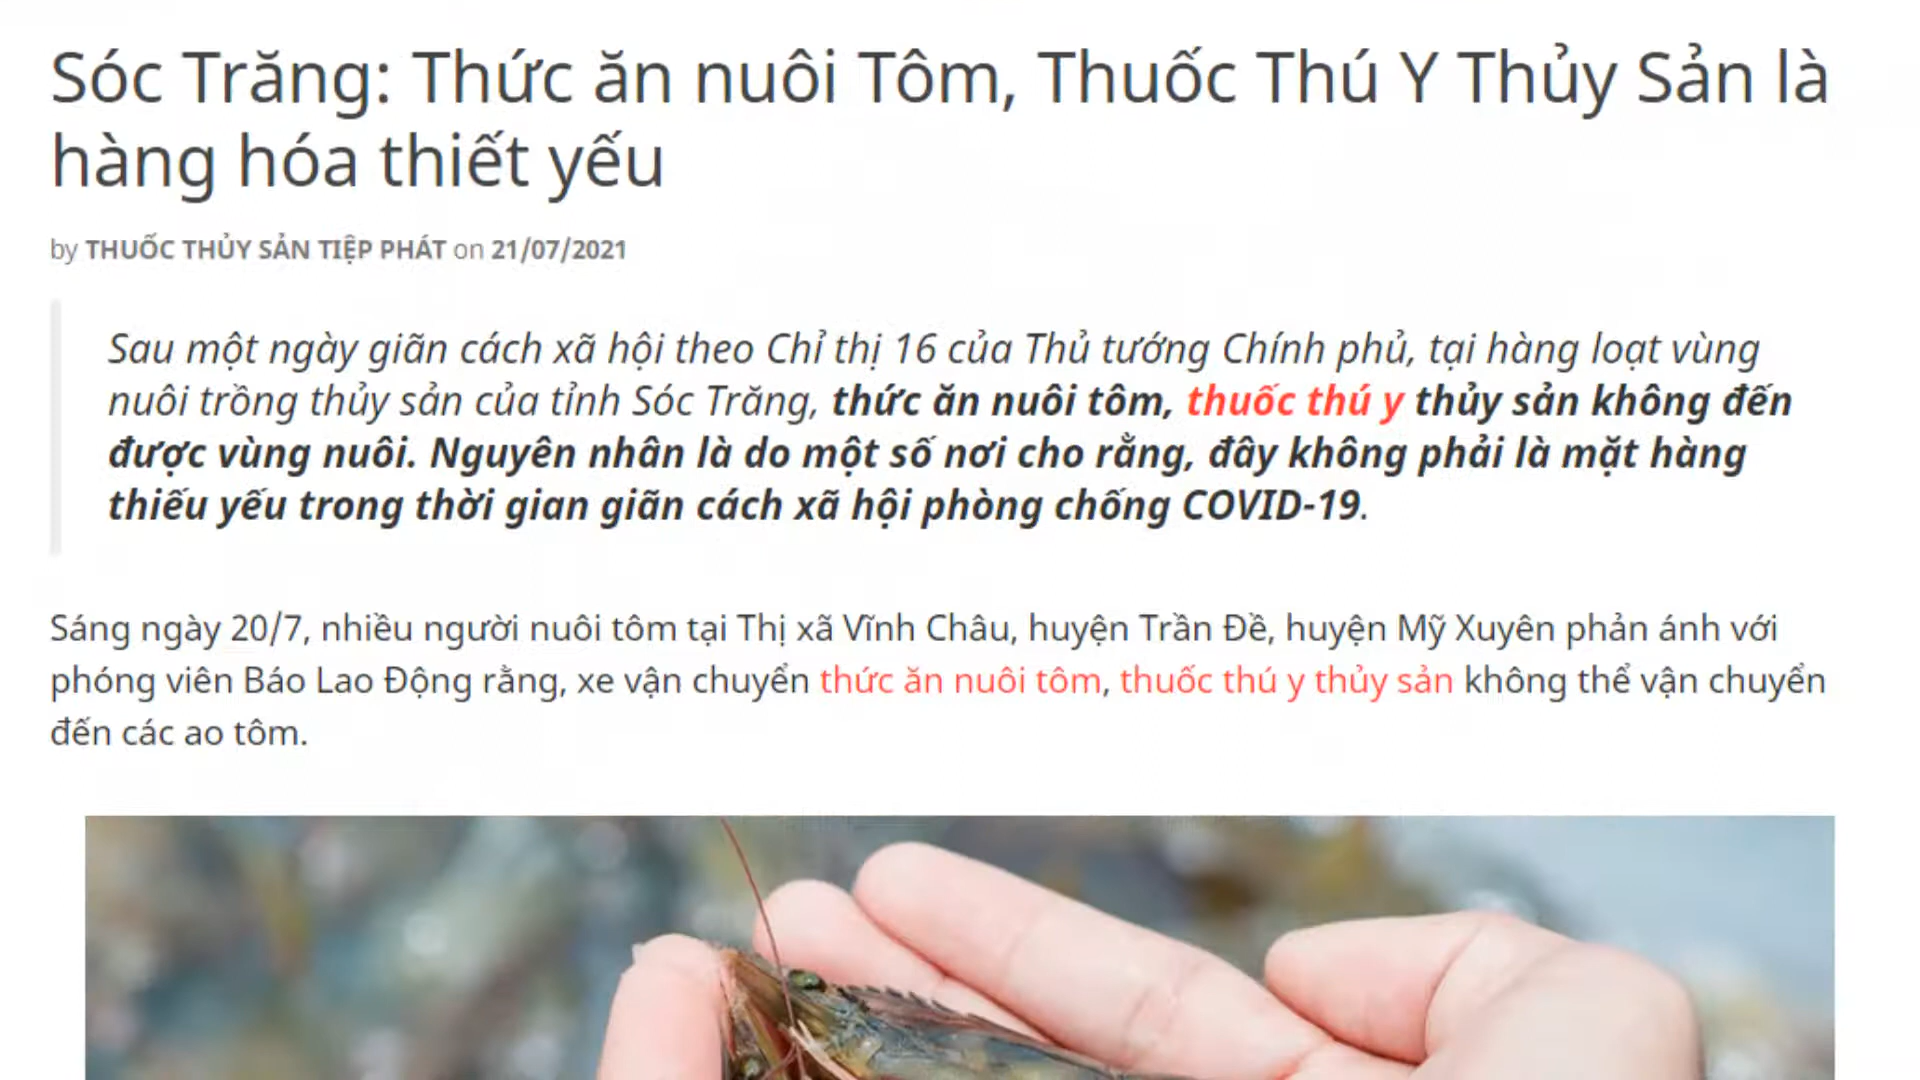 Sóc Trăng: Thức ăn nuôi Tôm, Thuốc Thú Y Thủy Sản là
hàng hóa thiết yếu
by THUỐC THỦY SẢN TIỆP PHÁT on 21/07/2021
Sau một ngày giãn cách xã hội theo Chỉ thị 16 của Thủ tướng Chính phủ, tại hàng loạt vùng
nuôi trồng thủy sản của tỉnh Sóc Trăng, thức ăn nuôi tôm, thuốc thú y thủy sản không đến
được vùng nuôi. Nguyên nhân là do một số nơi cho rằng, đây không phải là mặt hàng
thiếu yếu trong thời gian giãn cách xã hội phòng chống COVID-19.
Sáng ngày 20/7, nhiều người nuôi tôm tại Thị xã Vĩnh Châu, huyện Trần Đề, huyện Mỹ Xuyên phản ánh với
phóng viên Báo Lao Động rằng, xe vận chuyển thức ăn nuôi tôm, thuốc thú y thủy sản không thể vận chuyển
đến các ao tôm.